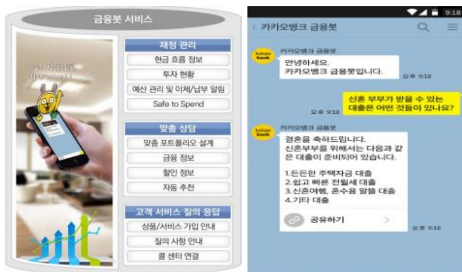 금융봇 서비스
재정 관리
현금 흐름 정보
투자 현황
예산 관리 및 이체/납부 알림
Safe to Spend
맞춤 상담
맞춤 포트폴리오 설계
금융 정보
할인 정보
자동 추천
고객 서비스 질의 응답
상품/서비스 가입 안내
질의 사항 안내
콜 센터 연결
9:18
카카오뱅크 금융봇
카카오뱅크 금융봇
안녕하세요.
카카오뱅크 금융봇입니다.
오후 9:18
신혼 부부가 받을 수 있는
대출은 어떤 것들이 있나요?
오후 9:18
카카오뱅크 금융봇
결혼을 축하드립니다.
신혼부부를 위해서는 다음과 같
은 대출이 준비되어 있습니다.
1.든든한 주택자금 대출
2.쉽고 빠른 전월세 대출
3.신혼여행, 혼수용 알뜰 대출
4.기타 대출
공유하기
오후 9:18